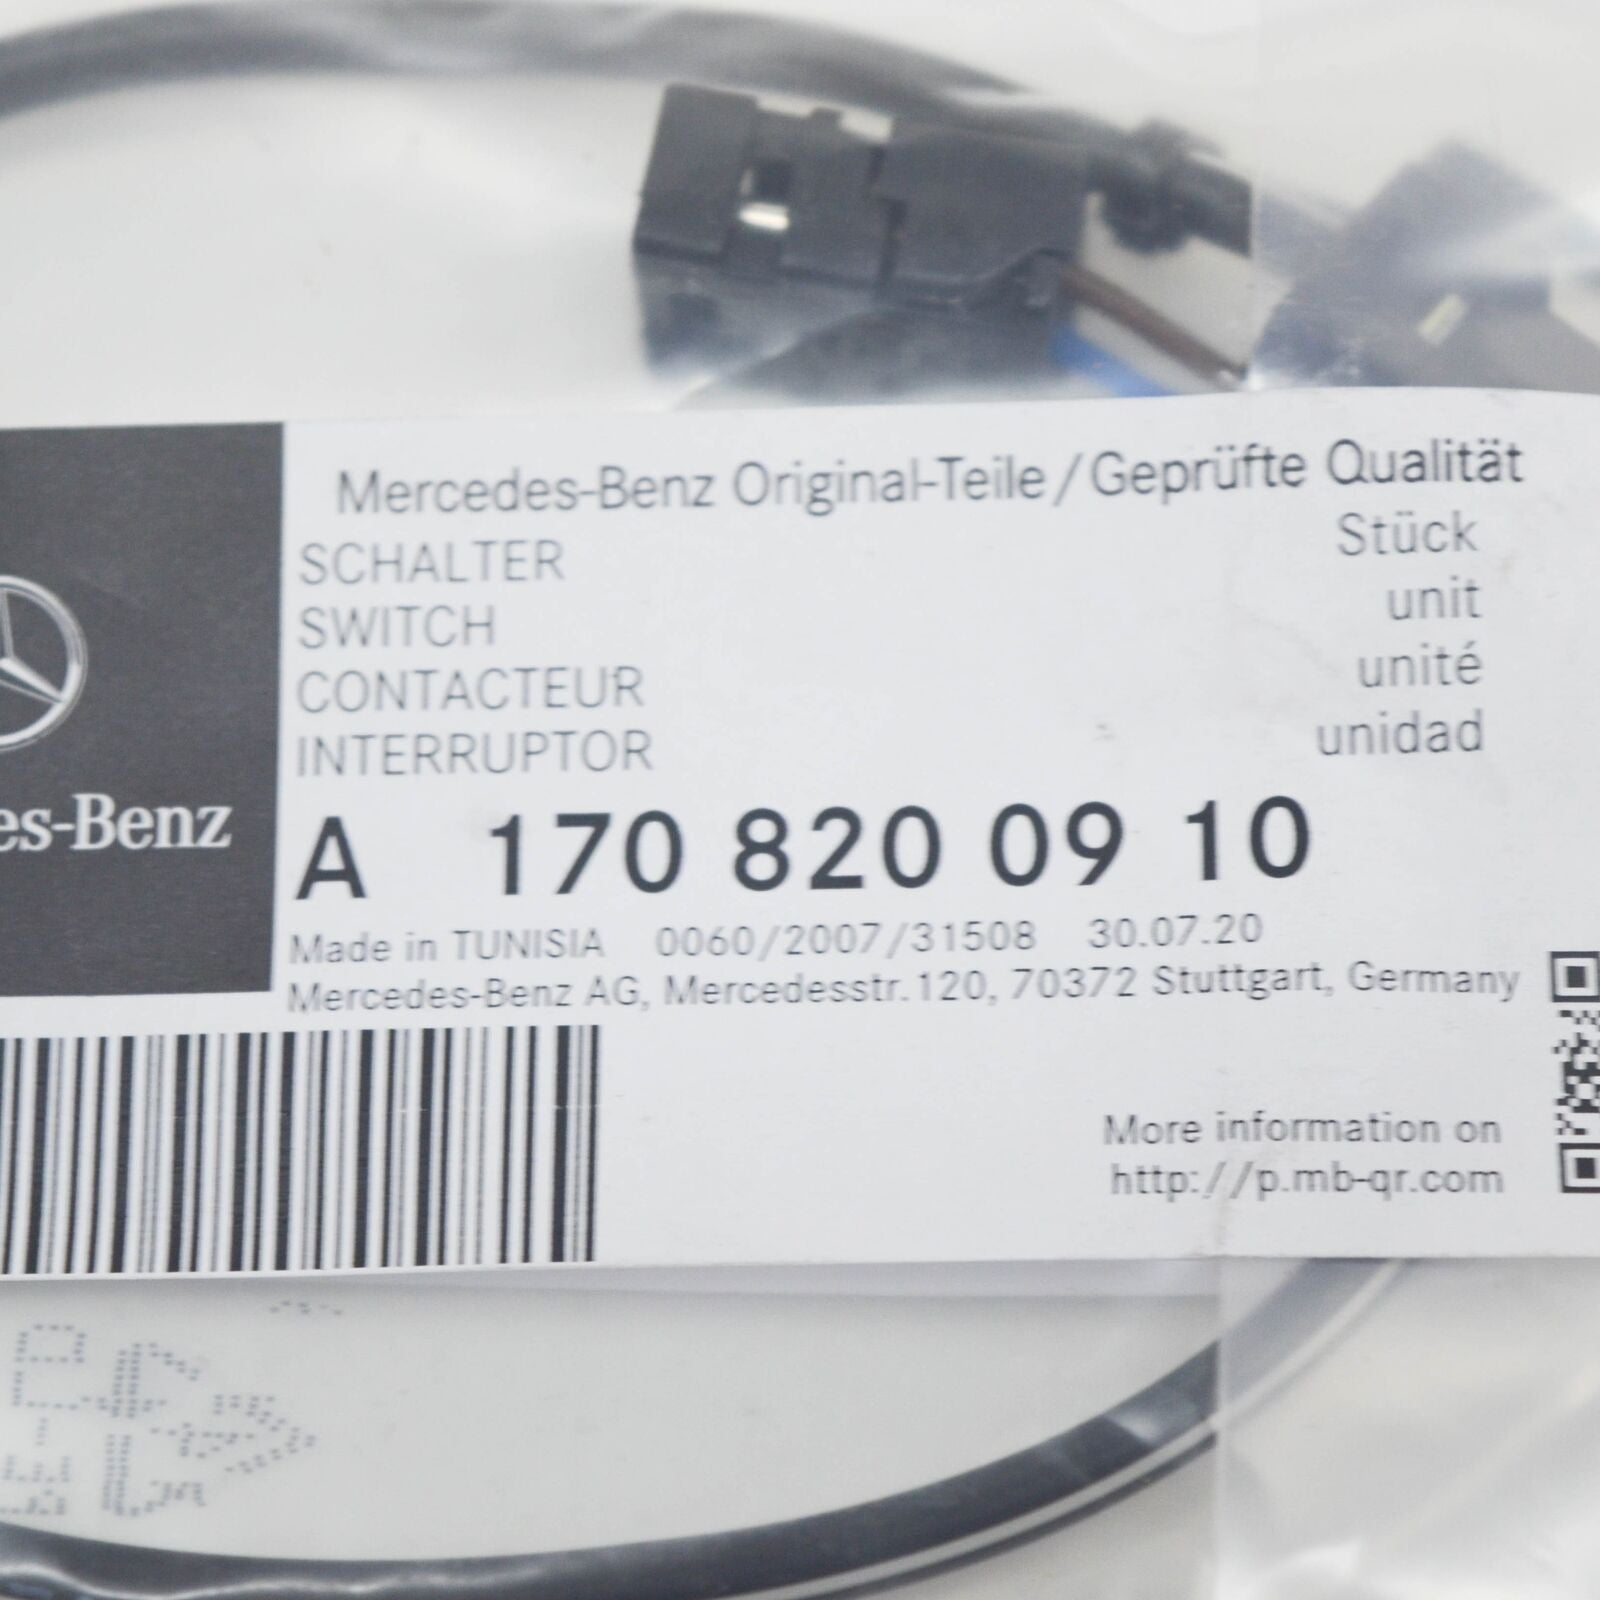 Mercedes-Benz Original-Teile/Geprüfte Qualität
SCHALTER
Stück
SWITCH
unit
CONTACTEUR
unité
INTERRUPTOR
unidad
es-Benz
A 170 820 09 10
Made in TUNISIA 0060/2007/31508 30.07.20
Mercedes-Benz AG, Mercedesstr.120, 70372 Stuttgart, Germany
More information on
http://p.mb-qr.com